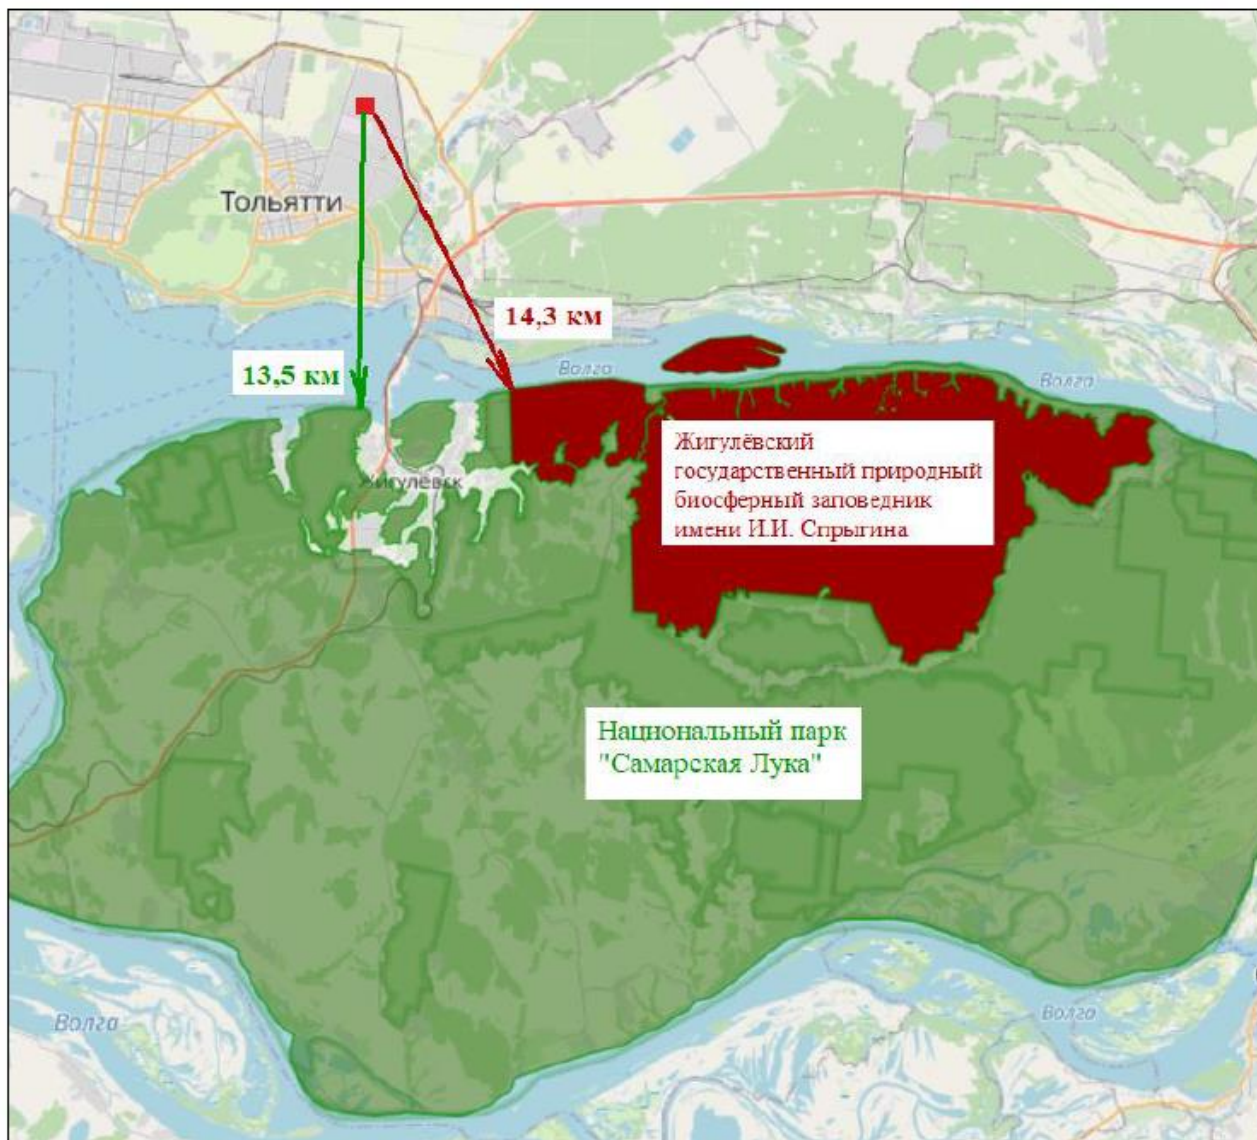 Тольятти
14,3 км
13,5 км
Волга
Волга
Жигулёвский
государственный природный
биосферный заповедник
имени И.И. Спрыгина
Жигулёвск
Национальный парк
"Самарская Лука"
Волга
Волга